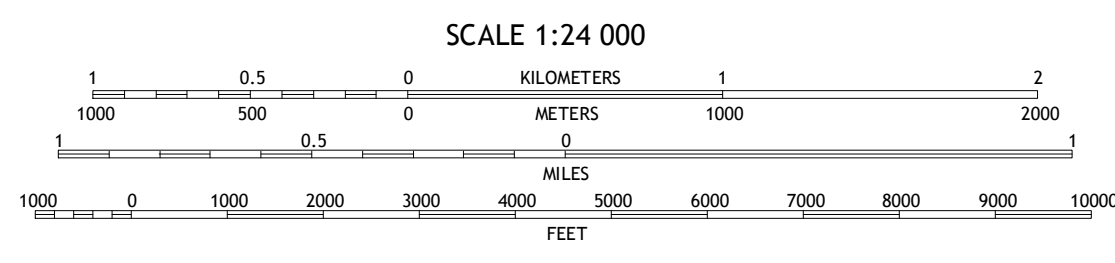 SCALE 1:24 000
1 0.5 0 KILOMETERS 1 2
1000 500 0 METERS 1000 2000
1 0.5 0 1
MILES
1000 0 1000 2000 3000 4000 5000 6000 7000 8000 9000 10000
FEET